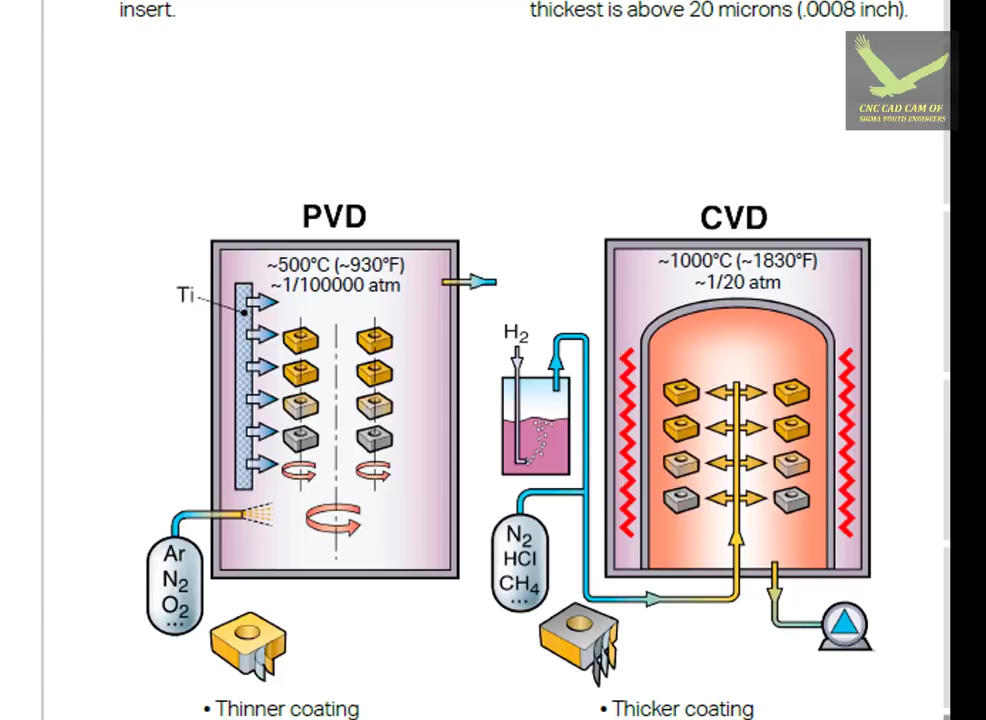 insert.
thickest is above 20 microns (.0008 inch).
CNC CAD CAM OF
SIGMA YOUTH ENGINEERS
PVD
~500°C (~930°F)
~1/100000 atm
Ti
Ar
N2
O2
...
• Thinner coating
CVD
~1000°C (~1830°F)
~1/20 atm
H2
N2
HCl
CH4
...
• Thicker coating